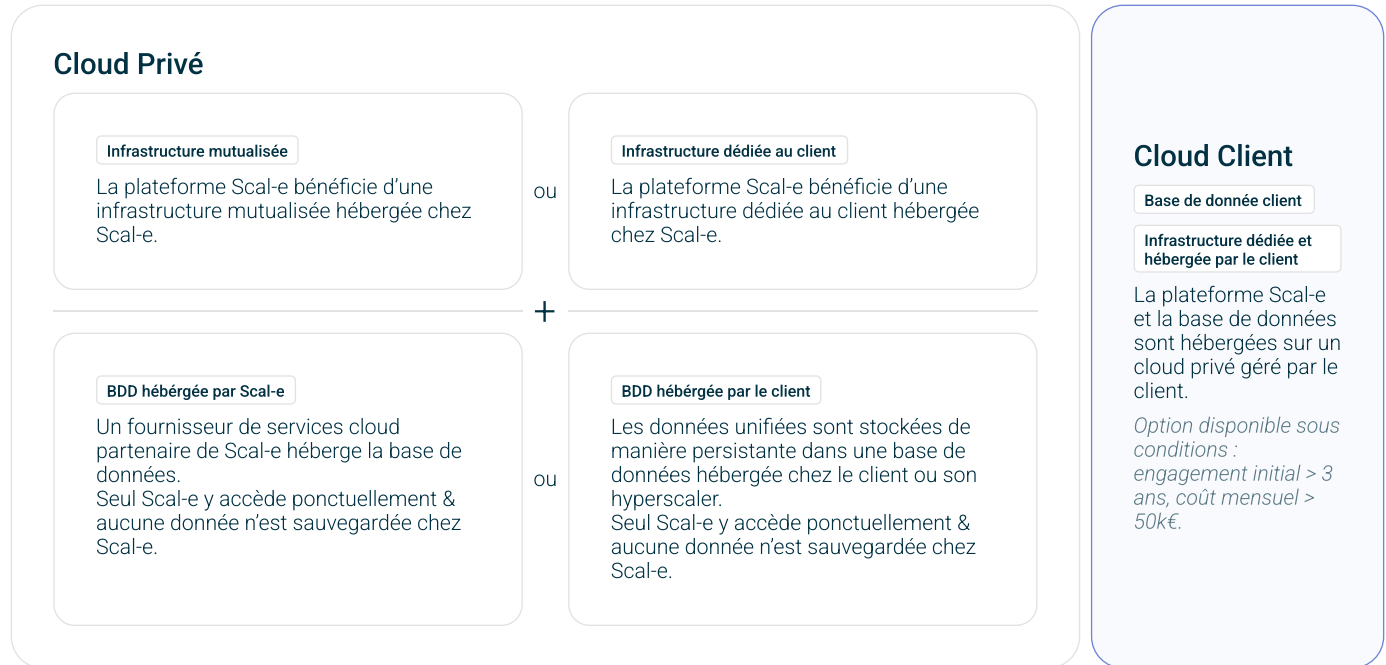 Cloud Privé
Infrastructure mutualisée
La plateforme Scal-e bénéficie d’une
infrastructure mutualisée hébergée chez
Scal-e.
ou
Infrastructure dédiée au client
La plateforme Scal-e bénéficie d’une
infrastructure dédiée au client hébergée
chez Scal-e.
+
BDD hébérgée par Scal-e
Un fournisseur de services cloud
partenaire de Scal-e héberge la base de
données.
Seul Scal-e y accède ponctuellement &
aucune donnée n’est sauvegardée chez
Scal-e.
ou
BDD hébérgée par le client
Les données unifiées sont stockées de
manière persistante dans une base de
données hébergée chez le client ou son
hyperscaler.
Seul Scal-e y accède ponctuellement &
aucune donnée n’est sauvegardée chez
Scal-e.
Cloud Client
Base de donnée client
Infrastructure dédiée et
hébergée par le client
La plateforme Scal-e
et la base de données
sont hébergées sur un
cloud privé géré par le
client.
Option disponible sous
conditions :
engagement initial > 3
ans, coût mensuel >
50k€.